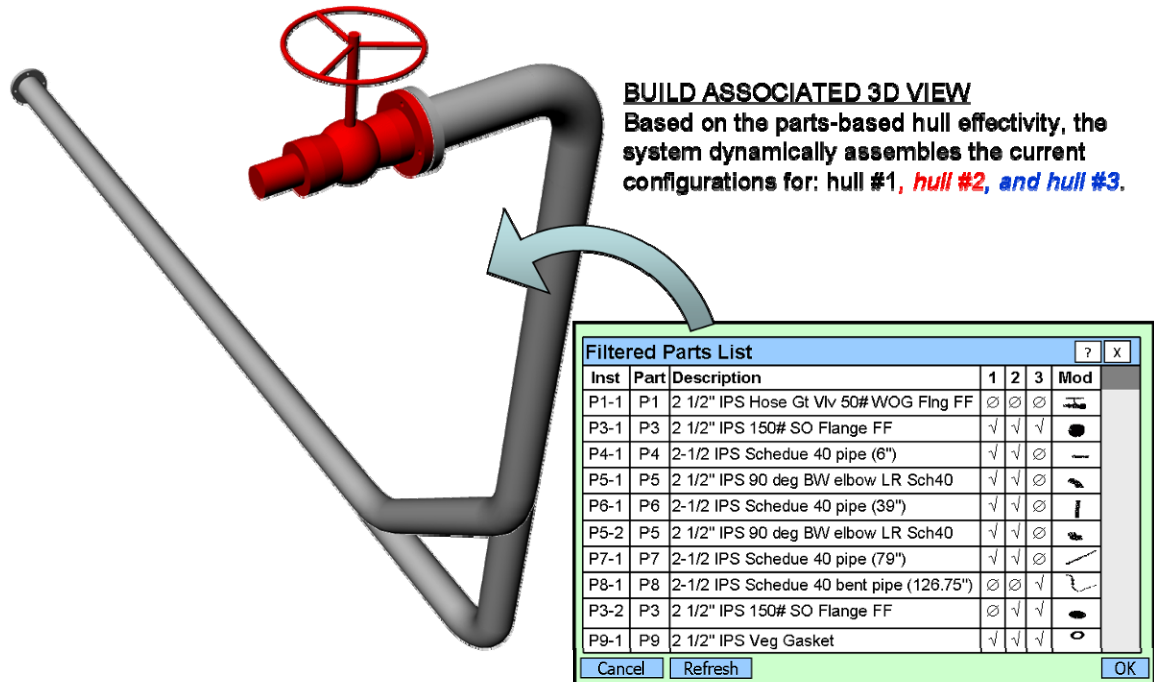 BUILD ASSOCIATED 3D VIEW
Based on the parts-based hull effectivity, the
system dynamically assembles the current
configurations for: hull #1, hull #2, and hull #3.
Filtered Parts List ? X
Inst Part Description 1 2 3 Mod
P1-1 P1 2 1/2" IPS Hose Gt Vlv 50# WOG Flng FF ∅ ∅ ∅
P3-1 P3 2 1/2" IPS 150# SO Flange FF √ √ √
P4-1 P4 2-1/2 IPS Schedue 40 pipe (6") √ √ ∅
P5-1 P5 2 1/2" IPS 90 deg BW elbow LR Sch40 √ √ ∅
P6-1 P6 2-1/2 IPS Schedue 40 pipe (39") √ √ ∅
P5-2 P5 2 1/2" IPS 90 deg BW elbow LR Sch40 √ √ ∅
P7-1 P7 2-1/2 IPS Schedue 40 pipe (79") √ √ ∅
P8-1 P8 2-1/2 IPS Schedue 40 bent pipe (126.75") ∅ ∅ √
P3-2 P3 2 1/2" IPS 150# SO Flange FF ∅ √ √
P9-1 P9 2 1/2" IPS Veg Gasket √ √ √
Cancel Refresh OK